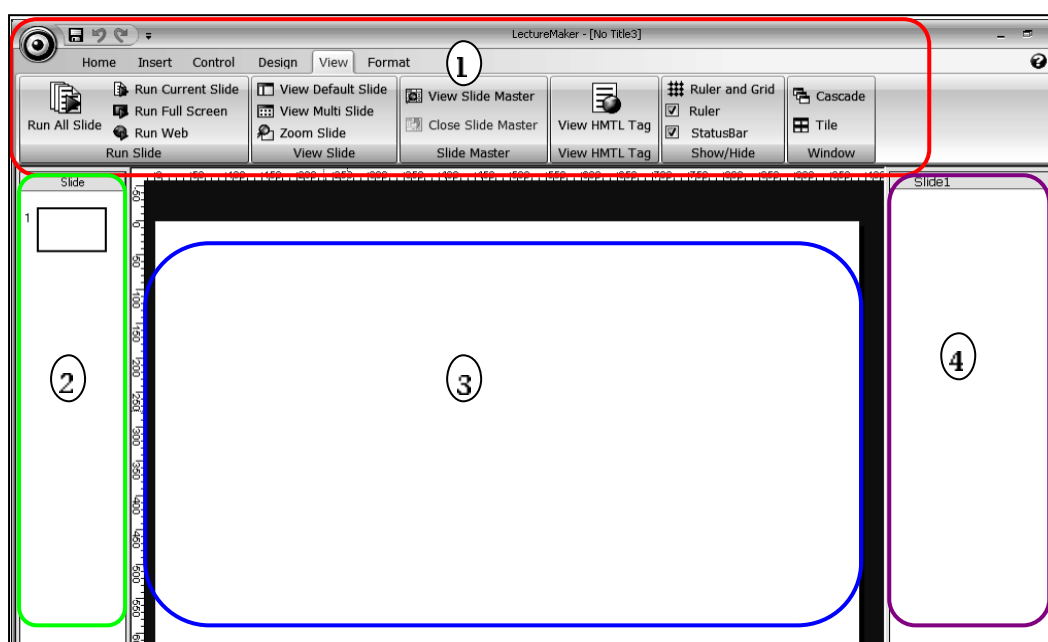 LectureMaker - [No Title3]
Home Insert Control Design View Format
1
Run All Slide
Run Current Slide
Run Full Screen
Run Web
Run Slide
View Default Slide
View Multi Slide
Zoom Slide
View Slide
View Slide Master
Close Slide Master
Slide Master
View HMTL Tag
View HMTL Tag
Ruler and Grid
Ruler
StatusBar
Show/Hide
Cascade
Tile
Window
Slide
1
2
3
Slide1
4